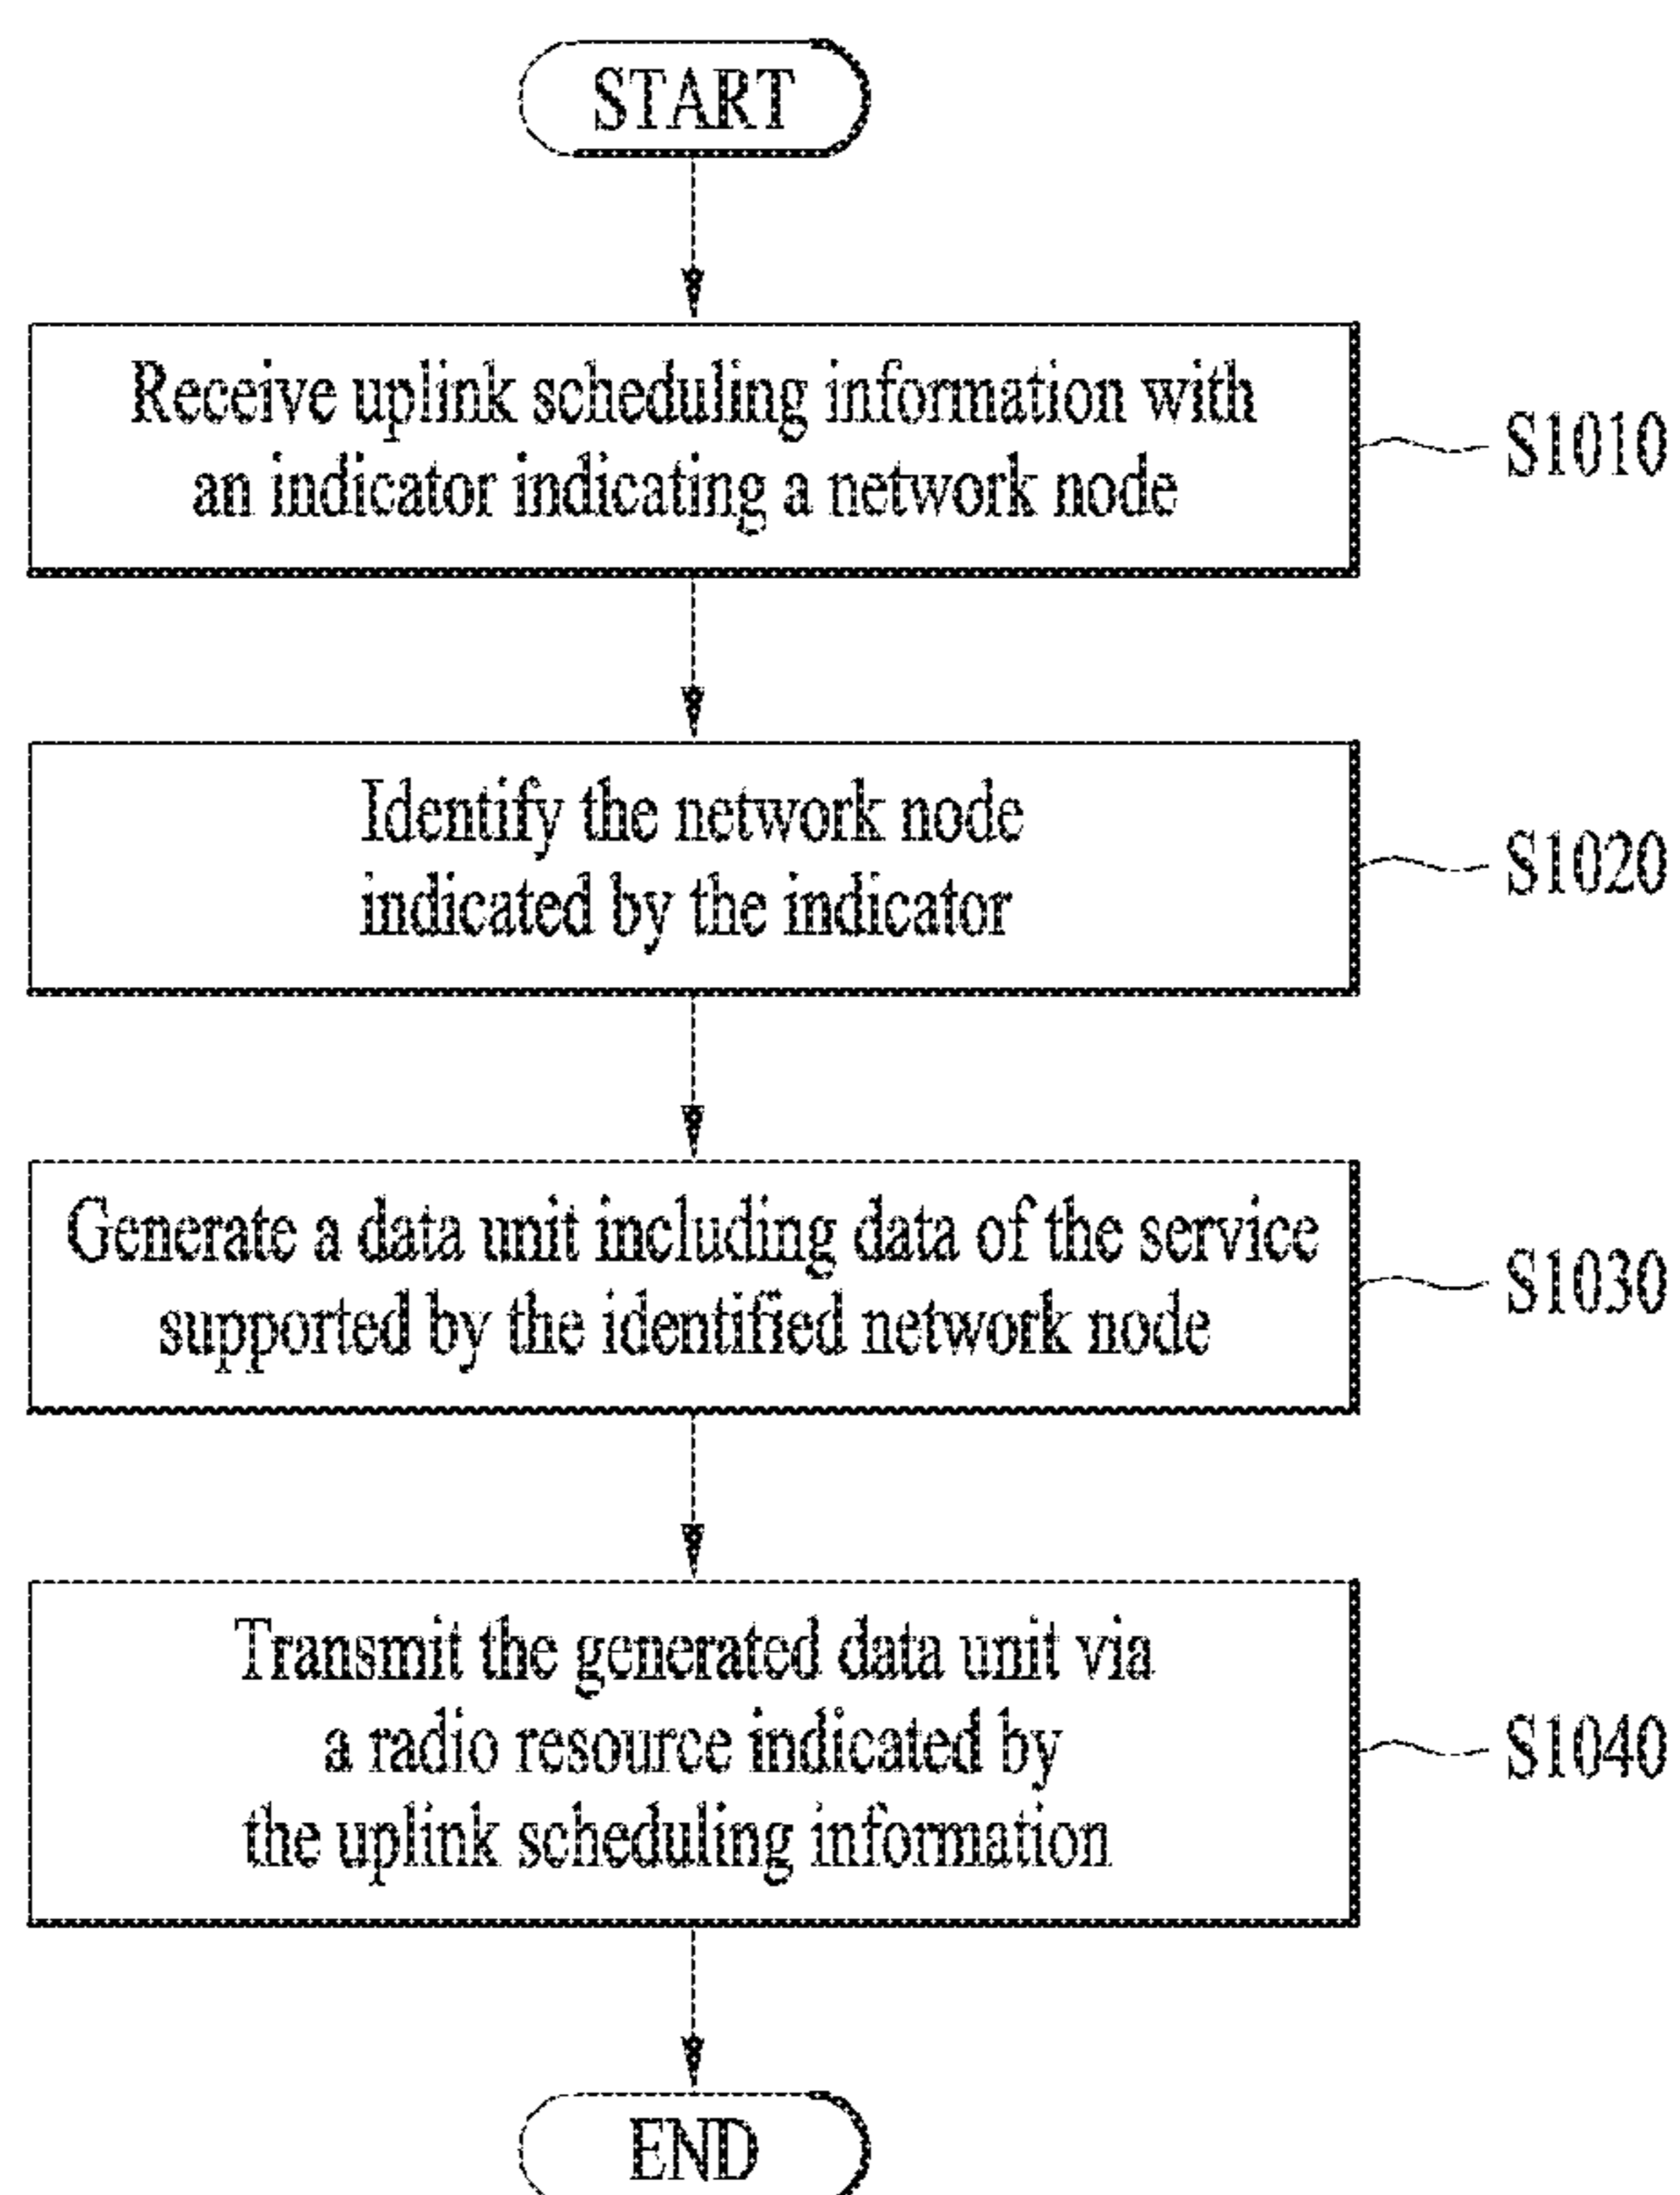 START
Receive uplink scheduling information with
an indicator indicating a network node
S1010
Identify the network node
indicated by the indicator
S1020
Generate a data unit including data of the service
supported by the identified network node
S1030
Transmit the generated data unit via
a radio resource indicated by
the uplink scheduling information
S1040
END